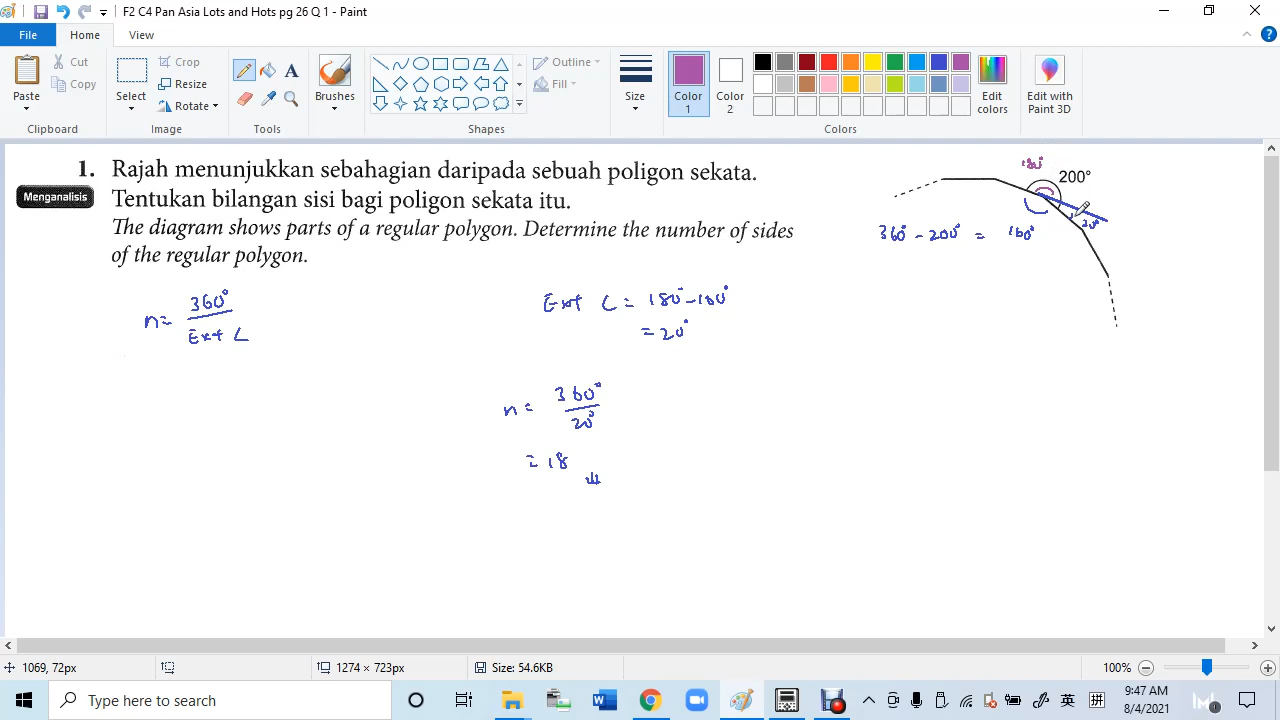 F2 C4 Pan Asia Lots and Hots pg 26 Q 1 - Paint
File Home View
Paste Cut Copy
Clipboard
Select Crop Resize Rotate
Image
A
Tools
Brushes
Outline Fill
Shapes
Size
Color 1 Color 2
Edit colors
Colors
Edit with Paint 3D
1. Rajah menunjukkan sebahagian daripada sebuah poligon sekata.
Menganalisis
Tentukan bilangan sisi bagi poligon sekata itu.
The diagram shows parts of a regular polygon. Determine the number of sides
of the regular polygon.
180°
200°
20°
360° - 200° = 160°
n = 360° / Ext ∠
Ext ∠ = 180° - 160°
= 20°
n = 360° / 20°
= 18
1069, 72px
1274 × 723px
Size: 54.6KB
100%
Type here to search
英
拼
9:47 AM
8/4/2021
1